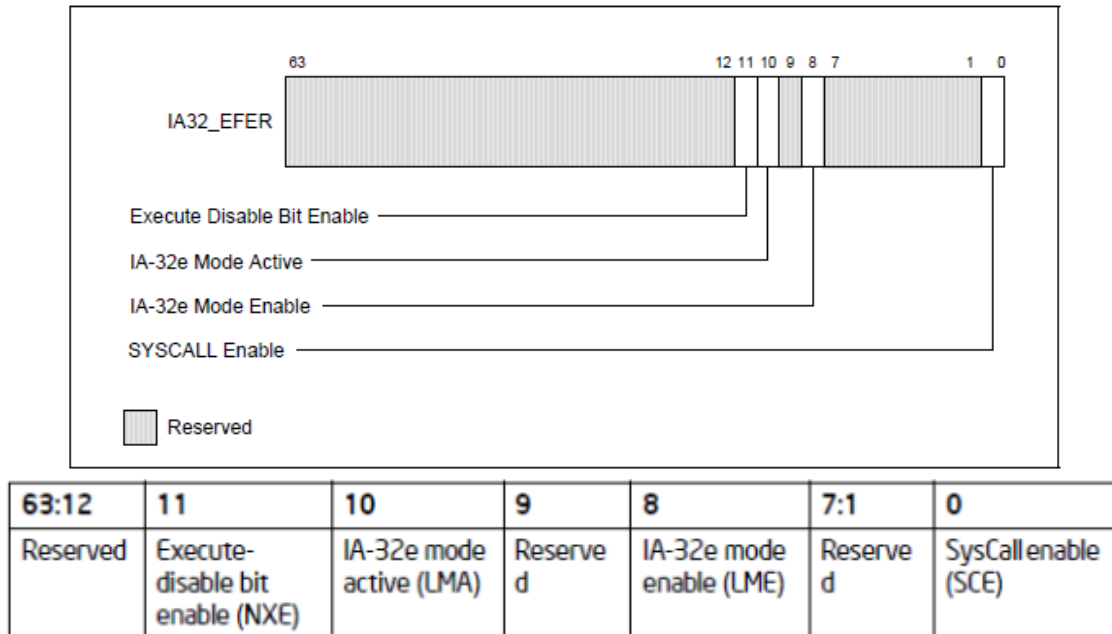 63 12 11 10 9 8 7 1 0
IA32_EFER
Execute Disable Bit Enable
IA-32e Mode Active
IA-32e Mode Enable
SYSCALL Enable
Reserved
63:12 11 10 9 8 7:1 0
Reserved Execute- IA-32e mode Reserve IA-32e mode Reserve SysCall enable
disable bit active (LMA) d enable (LME) d (SCE)
enable (NXE)